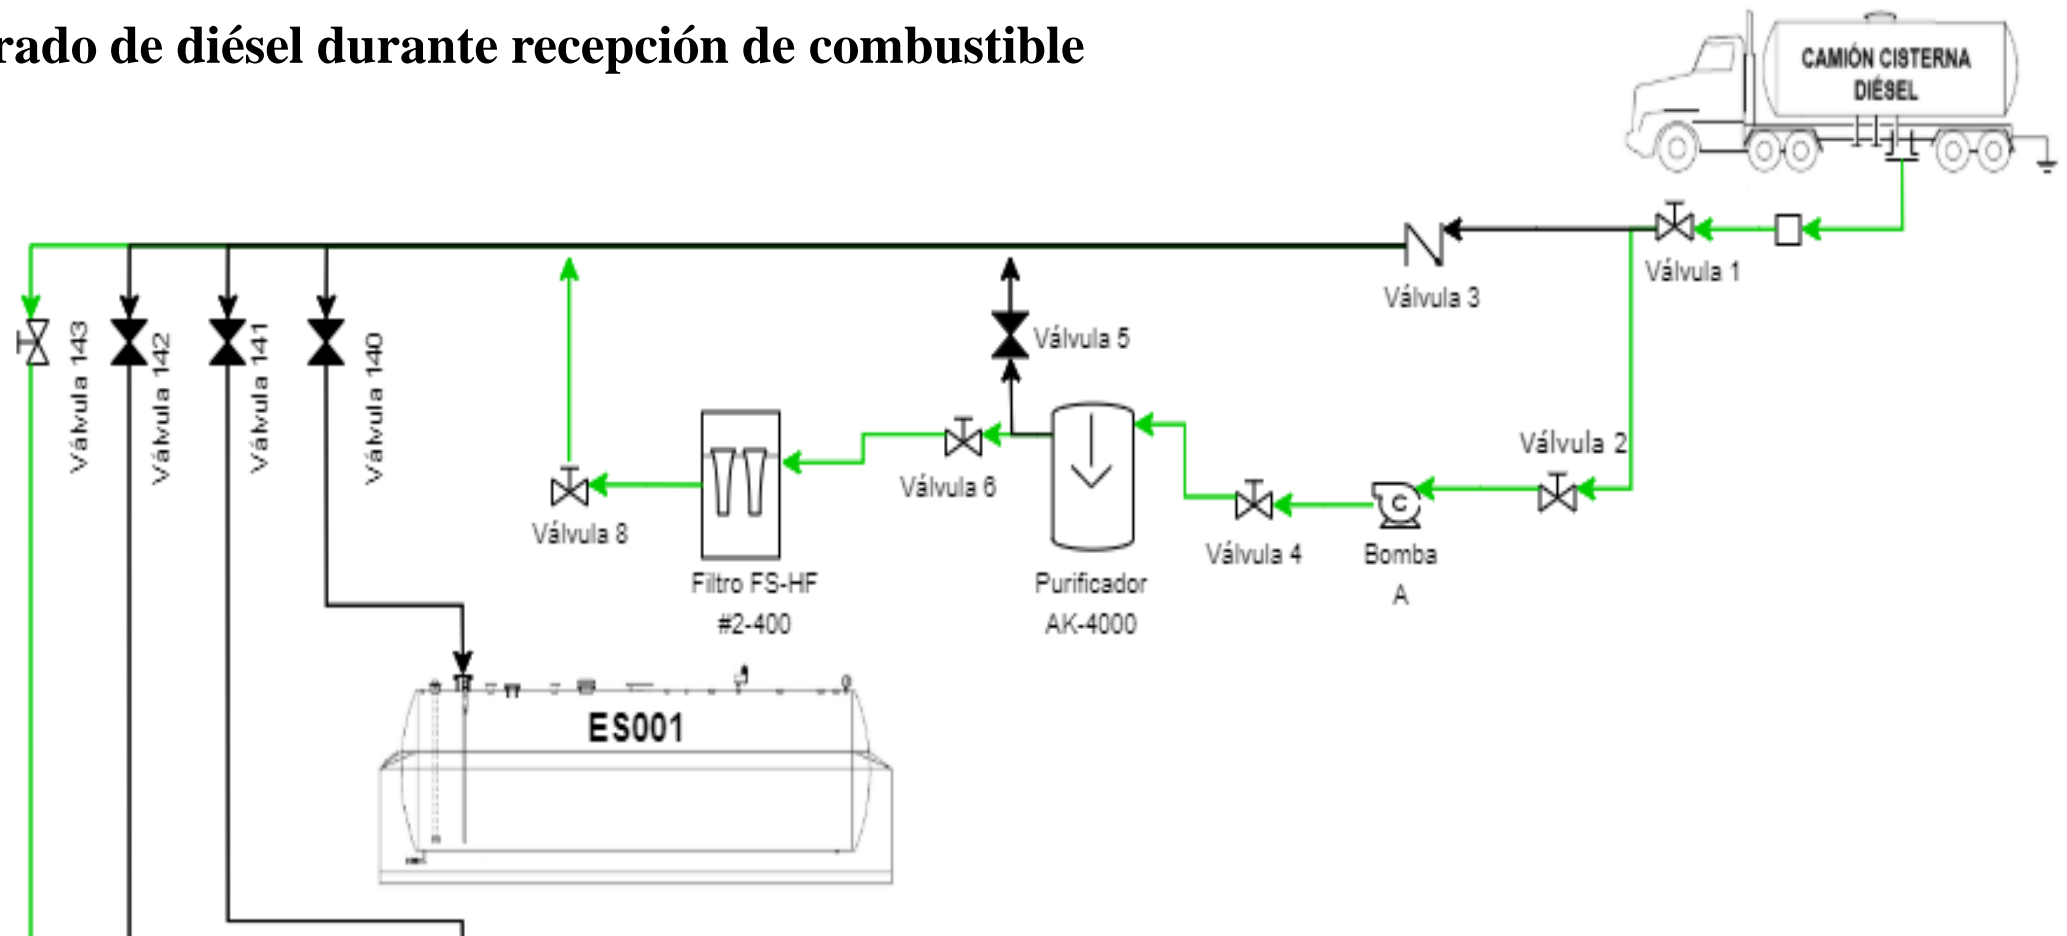 rado de diésel durante recepción de combustible
CAMIÓN CISTERNA
DIÉSEL
Válvula 1
Válvula 3
Válvula 5
Válvula 143
Válvula 142
Válvula 141
Válvula 140
Válvula 2
Válvula 6
Válvula 8
Válvula 4
C
Bomba
A
Filtro FS-HF
#2-400
Purificador
AK-4000
ES001